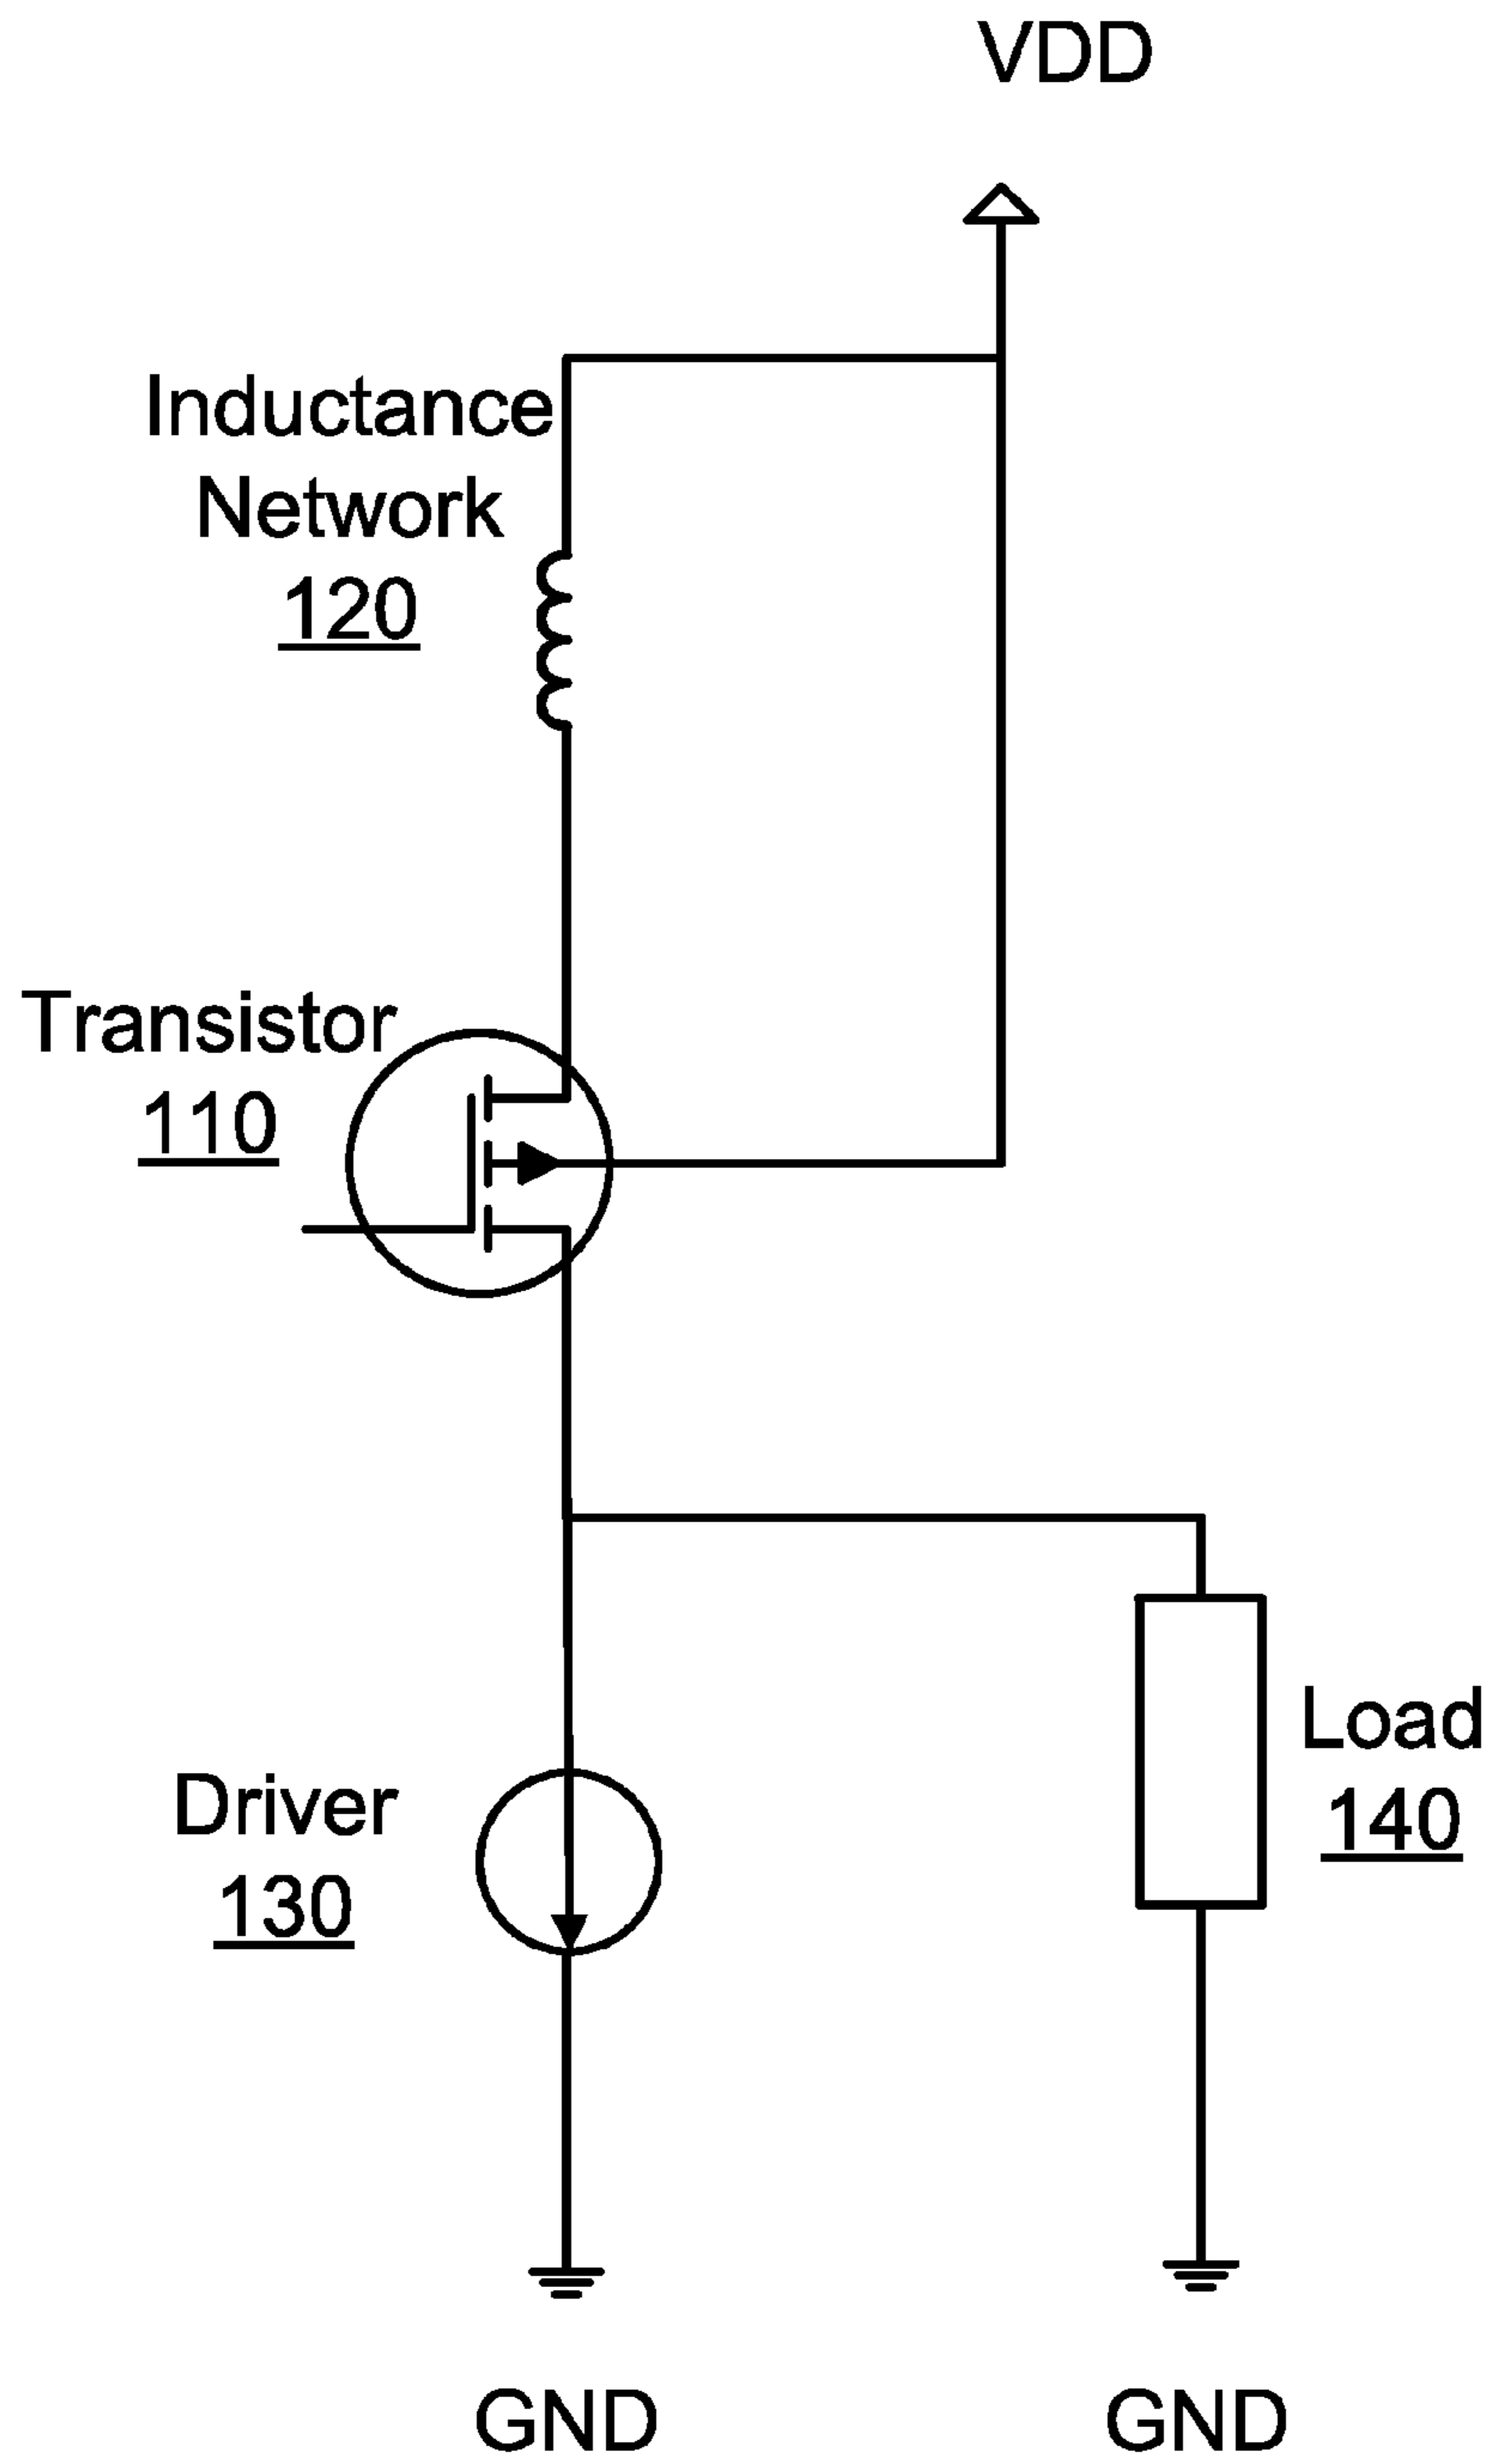 VDD
Inductance
Network
120
Transistor
110
Load
140
Driver
130
GND
GND